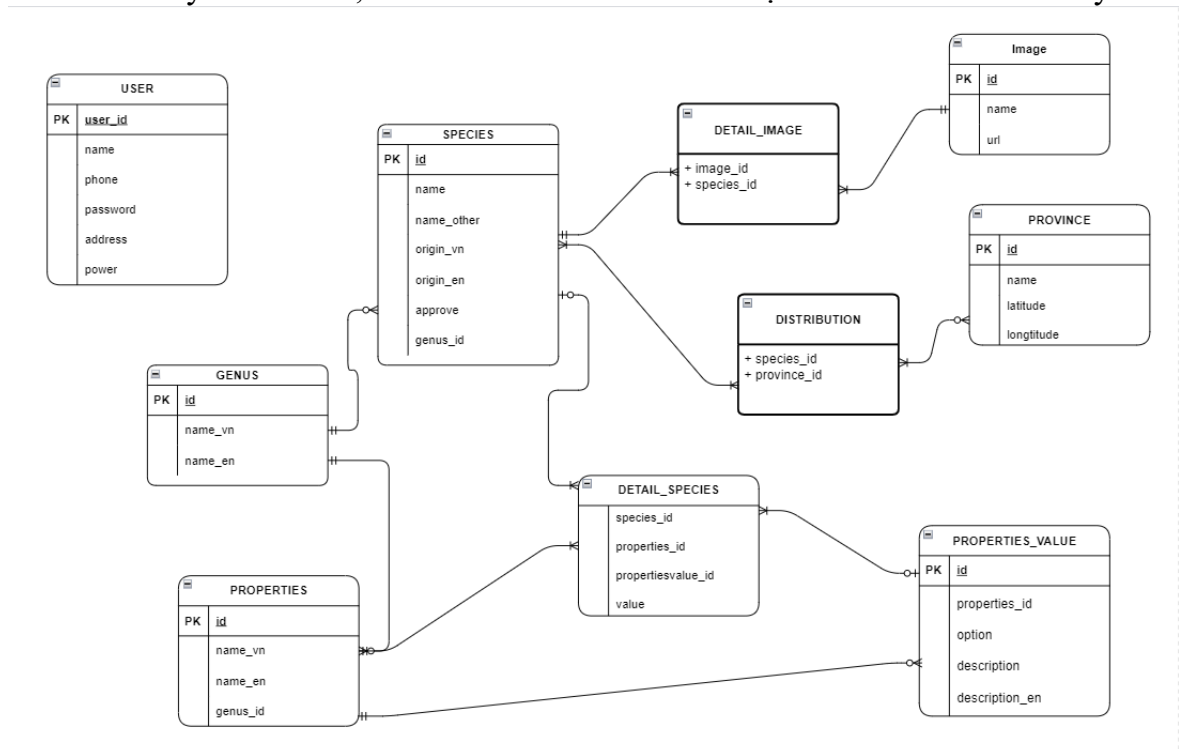 USER
PK user_id
name
phone
password
address
power
SPECIES
PK id
name
name_other
origin_vn
origin_en
approve
genus_id
DETAIL_IMAGE
+ image_id
+ species_id
Image
PK id
name
url
PROVINCE
PK id
name
latitude
longtitude
DISTRIBUTION
+ species_id
+ province_id
GENUS
PK id
name_vn
name_en
DETAIL_SPECIES
species_id
properties_id
propertiesvalue_id
value
PROPERTIES
PK id
name_vn
name_en
genus_id
PROPERTIES_VALUE
PK id
properties_id
option
description
description_en